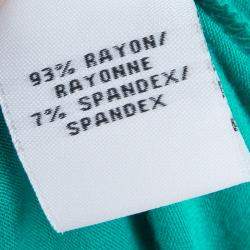 93% RAYON/
RAYONNE
7% SPANDEX/
SPANDEX